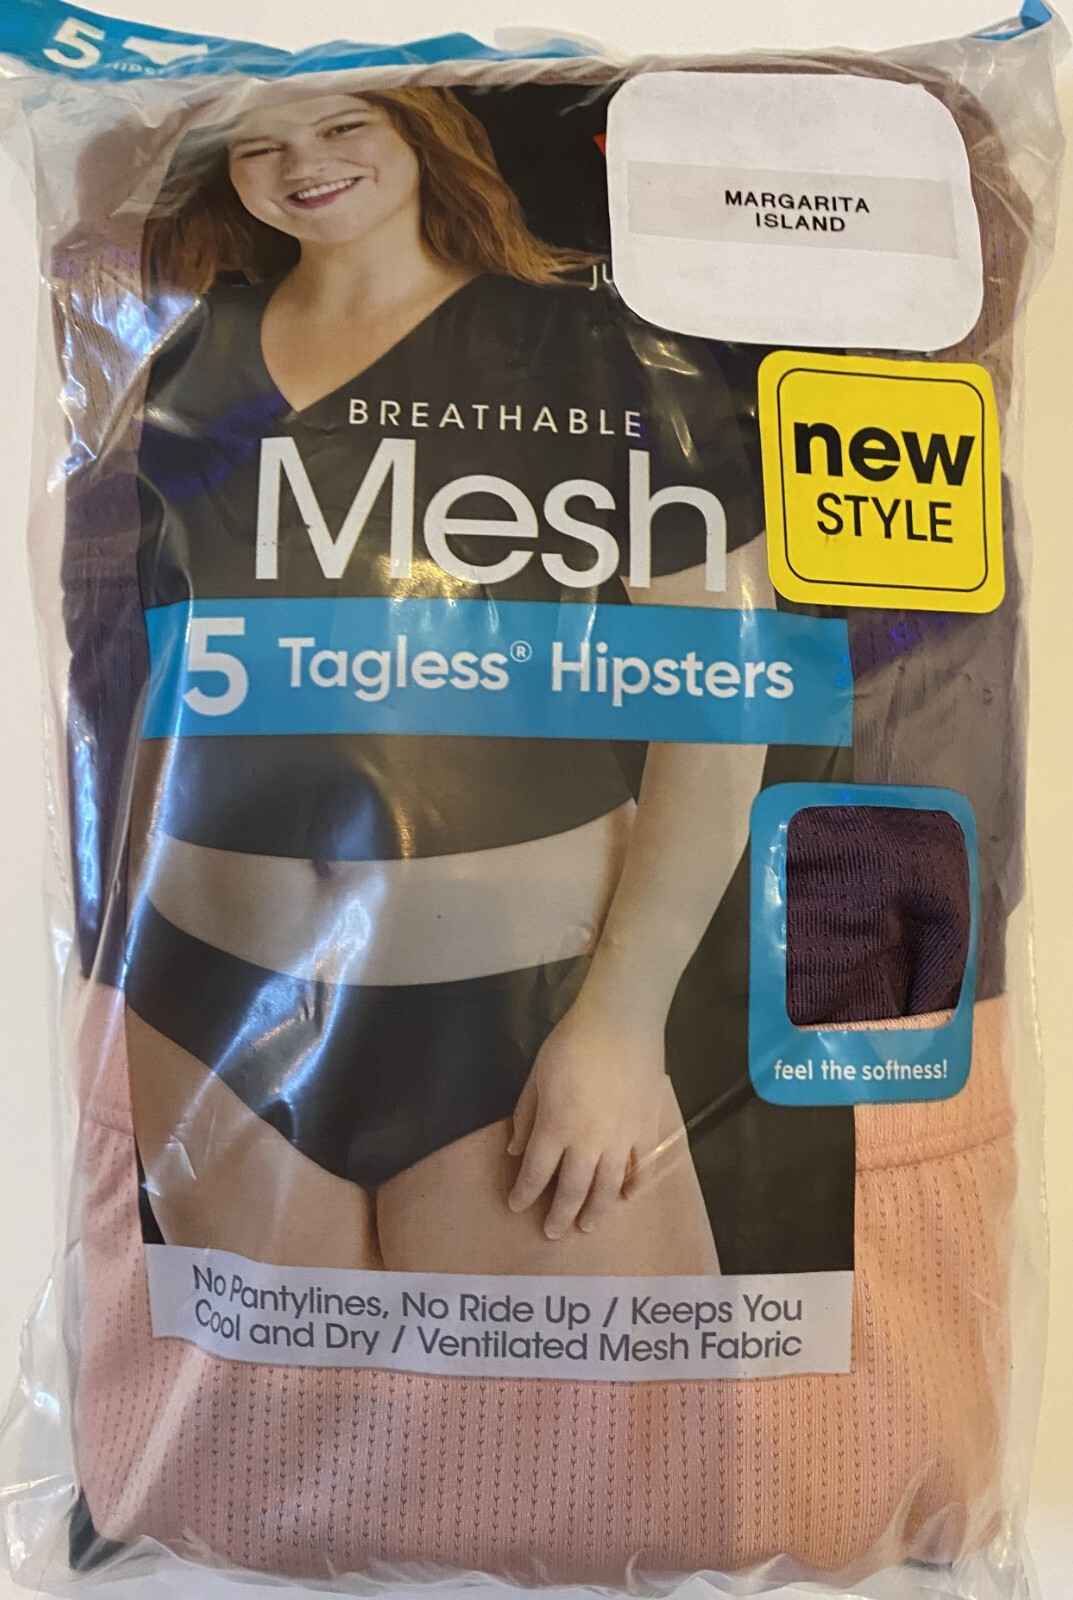 5
MARGARITA
ISLAND
BREATHABLE
Mesh
new
STYLE
5 Tagless® Hipsters
feel the softness!
No Pantylines, No Ride Up / Keeps You
Cool and Dry / Ventilated Mesh Fabric